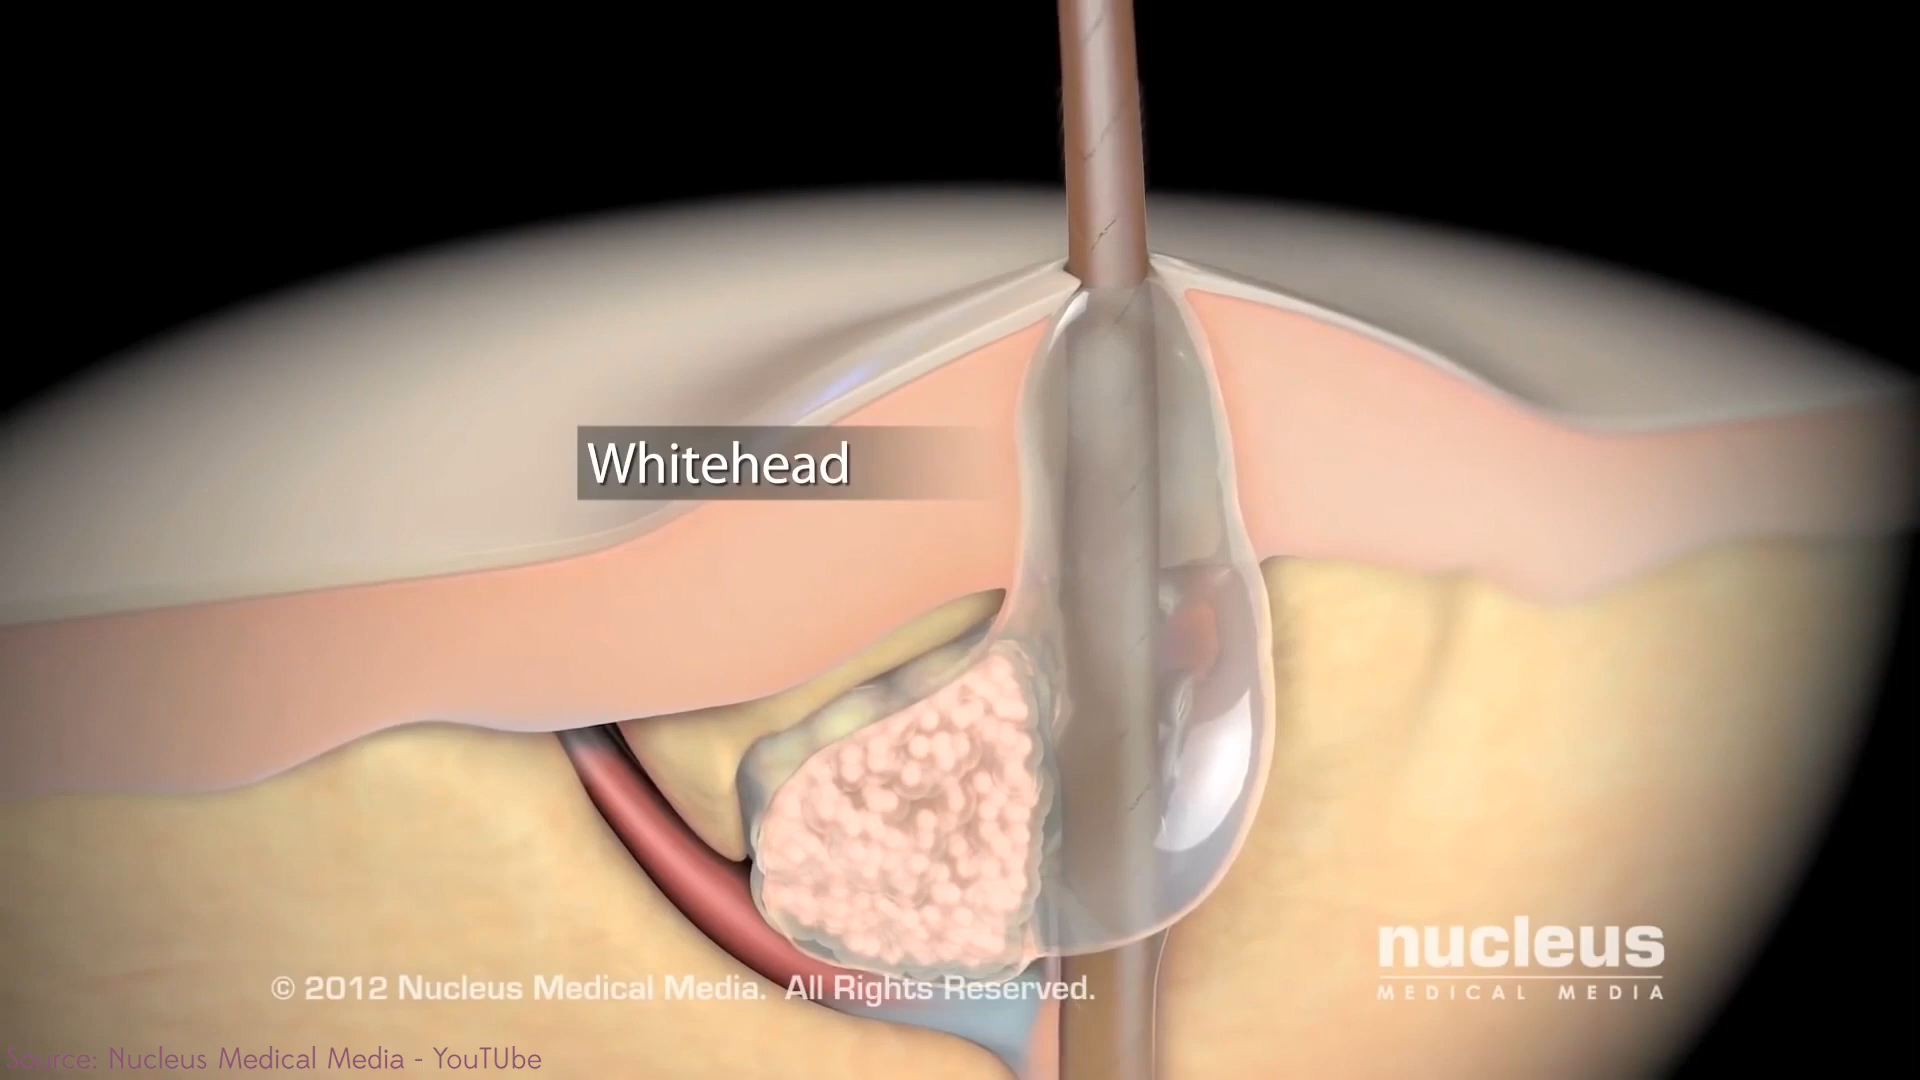 Whitehead
nucleus
MEDICAL MEDIA
© 2012 Nucleus Medical Media. All Rights Reserved.
Source: Nucleus Medical Media - YouTUbe